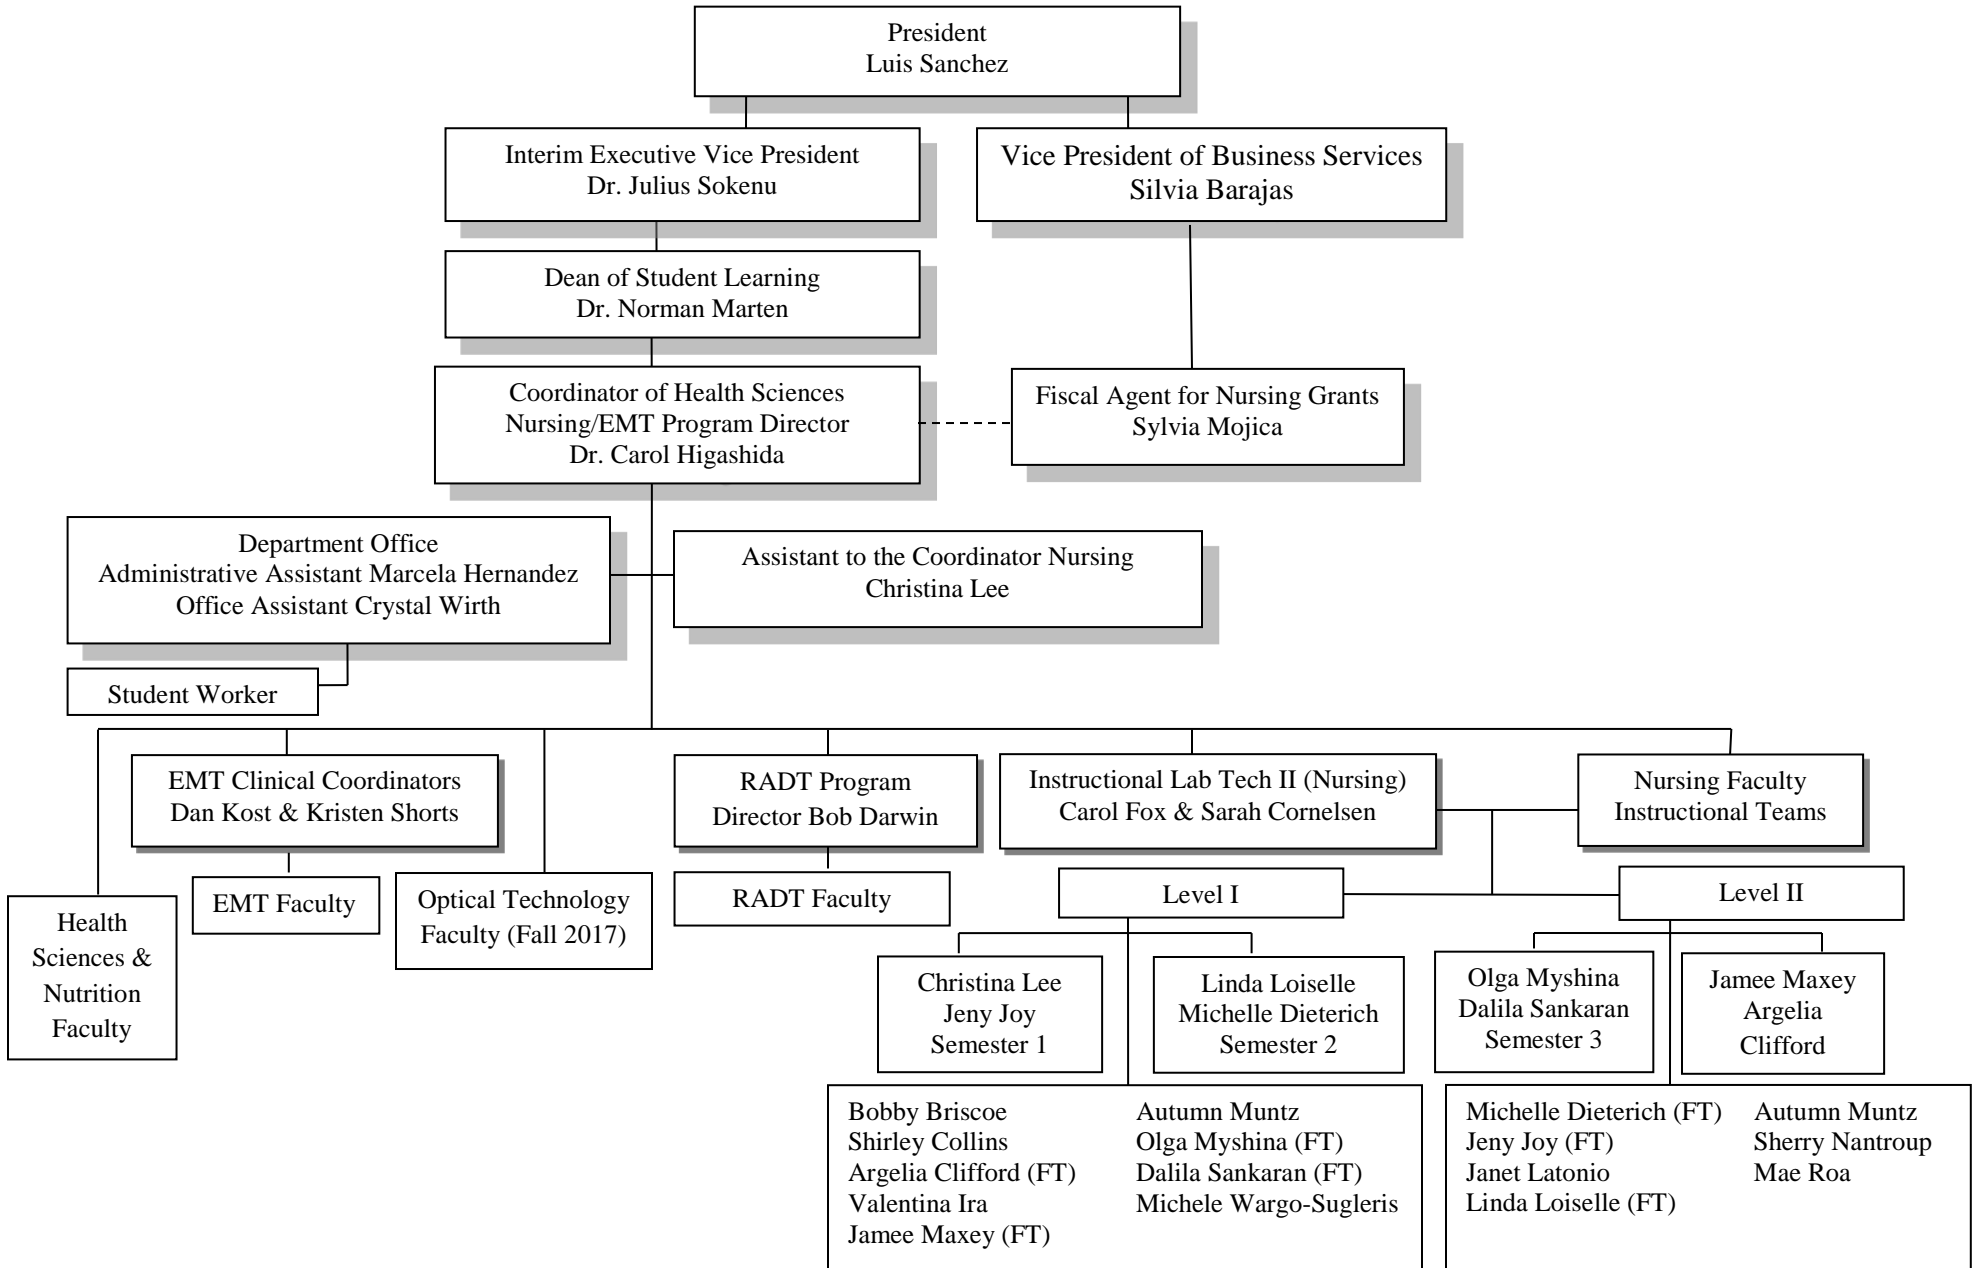 President
Luis Sanchez
Interim Executive Vice President
Dr. Julius Sokenu
Vice President of Business Services
Silvia Barajas
Dean of Student Learning
Dr. Norman Marten
Coordinator of Health Sciences
Nursing/EMT Program Director
Dr. Carol Higashida
Fiscal Agent for Nursing Grants
Sylvia Mojica
Department Office
Administrative Assistant Marcela Hernandez
Office Assistant Crystal Wirth
Assistant to the Coordinator Nursing
Christina Lee
Student Worker
EMT Clinical Coordinators
Dan Kost & Kristen Shorts
RADT Program
Director Bob Darwin
Instructional Lab Tech II (Nursing)
Carol Fox & Sarah Cornelsen
Nursing Faculty
Instructional Teams
Health
Sciences &
Nutrition
Faculty
EMT Faculty
Optical Technology
Faculty (Fall 2017)
RADT Faculty
Level I
Level II
Christina Lee
Jeny Joy
Semester 1
Linda Loiselle
Michelle Dieterich
Semester 2
Olga Myshina
Dalila Sankaran
Semester 3
Jamee Maxey
Argelia
Clifford
Bobby Briscoe
Shirley Collins
Argelia Clifford (FT)
Valentina Ira
Jamee Maxey (FT)
Autumn Muntz
Olga Myshina (FT)
Dalila Sankaran (FT)
Michele Wargo-Sugleris
Michelle Dieterich (FT)
Jeny Joy (FT)
Janet Latonio
Linda Loiselle (FT)
Autumn Muntz
Sherry Nantroup
Mae Roa